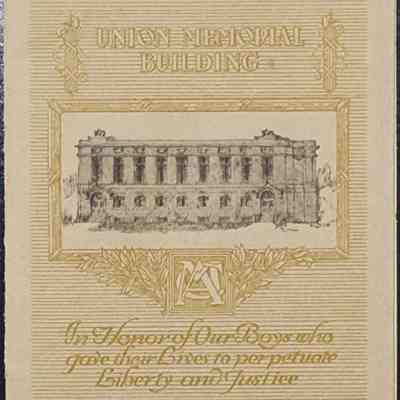 UNION MEMORIAL
BUILDING
In Honor of Our Boys who
gave their Lives to perpetuate
Liberty and Justice